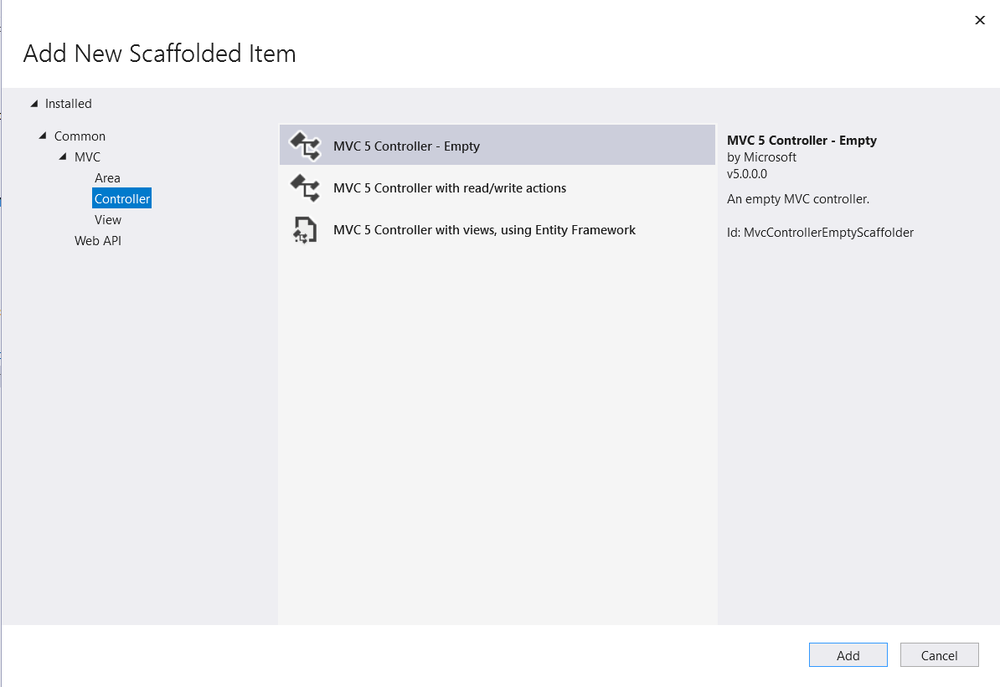 Add New Scaffolded Item
Installed
Common
MVC
Area
Controller
View
Web API
MVC 5 Controller - Empty
MVC 5 Controller with read/write actions
MVC 5 Controller with views, using Entity Framework
MVC 5 Controller - Empty
by Microsoft
v5.0.0.0
An empty MVC controller.
Id: MvcControllerEmptyScaffolder
Add
Cancel